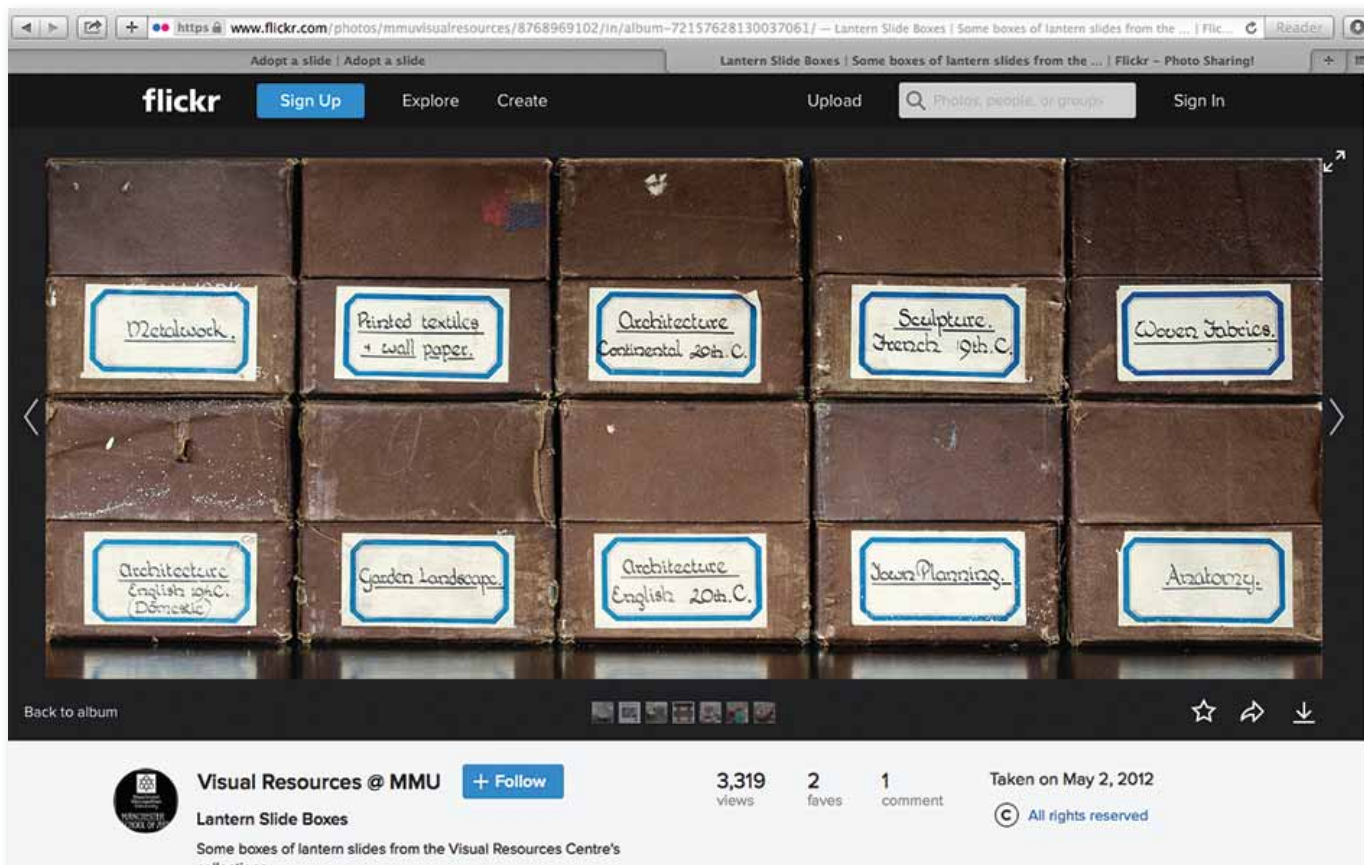 https www.flickr.com/photos/mmuvisualresources/8768969102/in/album-72157628130037061/ — Lantern Slide Boxes | Some boxes of lantern slides from the ... | Flic... Reader
Adopt a slide | Adopt a slide
Lantern Slide Boxes | Some boxes of lantern slides from the ... | Flickr – Photo Sharing!
flickr Sign Up Explore Create Upload Photos, people, or groups Sign In
Metalwork.
Printed textiles
+ wall paper.
Architecture
Continental 20th. C.
Sculpture.
French 19th. C.
Woven Fabrics.
Architecture
English 19th. C.
(Domestic)
Garden Landscape.
Architecture
English 20th. C.
Town Planning.
Anatomy.
Back to album
Visual Resources @ MMU + Follow
3,319 views
2 faves
1 comment
Taken on May 2, 2012
© All rights reserved
Lantern Slide Boxes
Some boxes of lantern slides from the Visual Resources Centre's